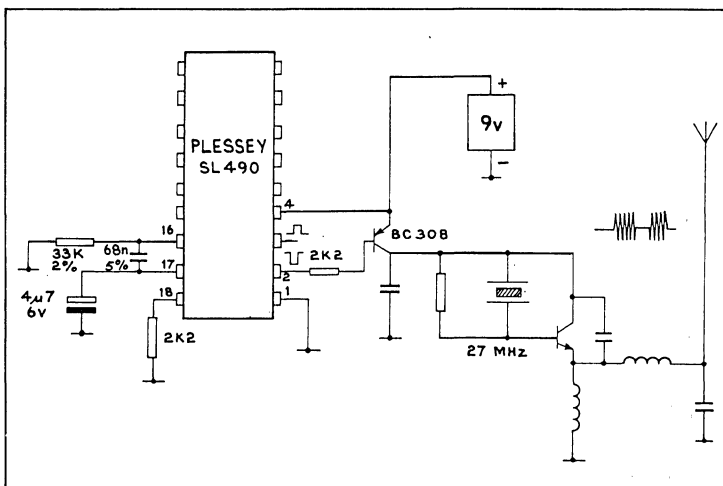 +
9v
−
PLESSEY
SL490
4
BC308
16
33K
2%
68n
5%
17
2K2
2
4µ7
6v
18
1
2K2
27 MHz